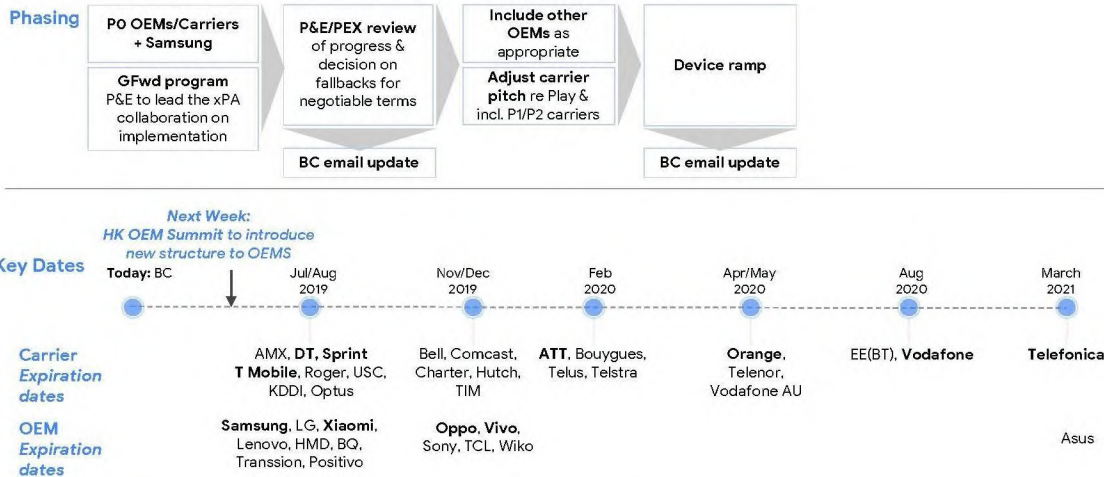 Phasing
P0 OEMs/Carriers
+ Samsung
GFwd program
P&E to lead the xPA
collaboration on
implementation
P&E/PEX review
of progress &
decision on
fallbacks for
negotiable terms
BC email update
Include other
OEMs as
appropriate
Adjust carrier
pitch re Play &
incl. P1/P2 carriers
Device ramp
BC email update
Next Week:
HK OEM Summit to introduce
new structure to OEMS
Key Dates
Today: BC
Jul/Aug
2019
Nov/Dec
2019
Feb
2020
Apr/May
2020
Aug
2020
March
2021
Carrier
Expiration
dates
AMX, DT, Sprint
T Mobile, Roger, USC,
KDDI, Optus
Bell, Comcast,
Charter, Hutch,
TIM
ATT, Bouygues,
Telus, Telstra
Orange,
Telenor,
Vodafone AU
EE(BT), Vodafone
Telefonica
OEM
Expiration
dates
Samsung, LG, Xiaomi,
Lenovo, HMD, BQ,
Transsion, Positivo
Oppo, Vivo,
Sony, TCL, Wiko
Asus